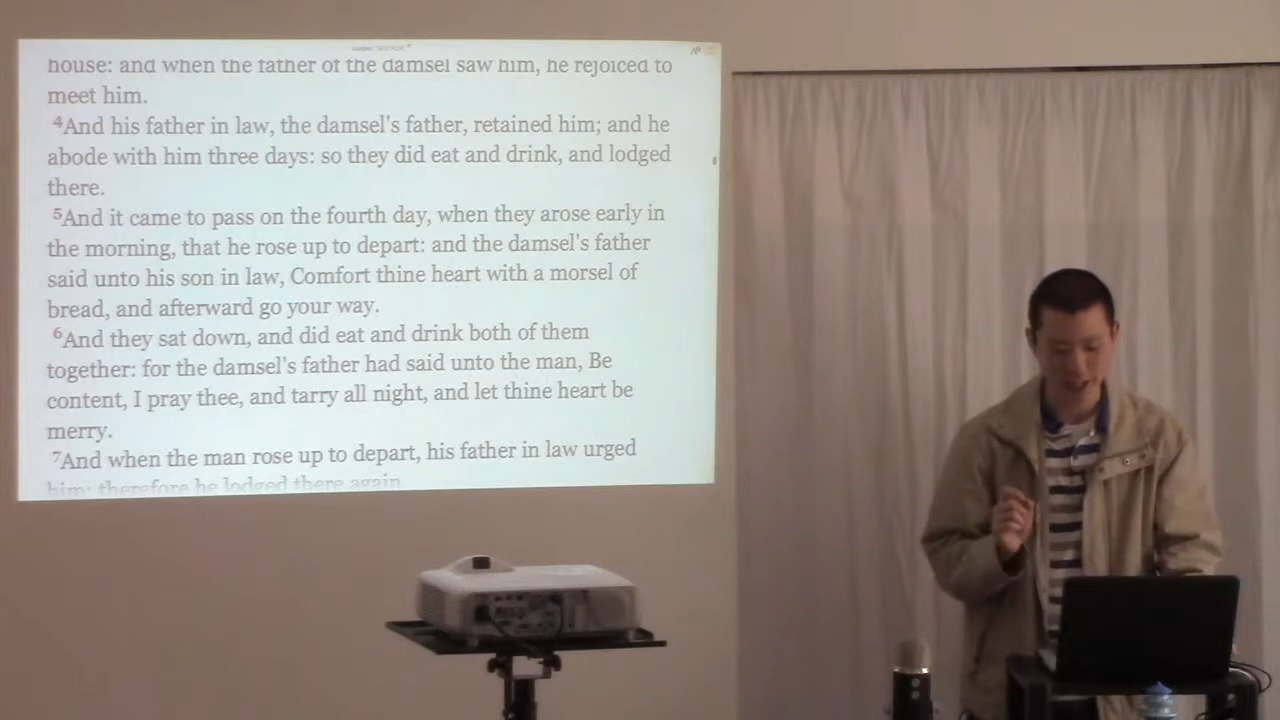 house: and when the father of the damsel saw him, he rejoiced to
meet him.
4And his father in law, the damsel's father, retained him; and he
abode with him three days: so they did eat and drink, and lodged
there.
5And it came to pass on the fourth day, when they arose early in
the morning, that he rose up to depart: and the damsel's father
said unto his son in law, Comfort thine heart with a morsel of
bread, and afterward go your way.
6And they sat down, and did eat and drink both of them
together: for the damsel's father had said unto the man, Be
content, I pray thee, and tarry all night, and let thine heart be
merry.
7And when the man rose up to depart, his father in law urged
him: therefore he lodged there again